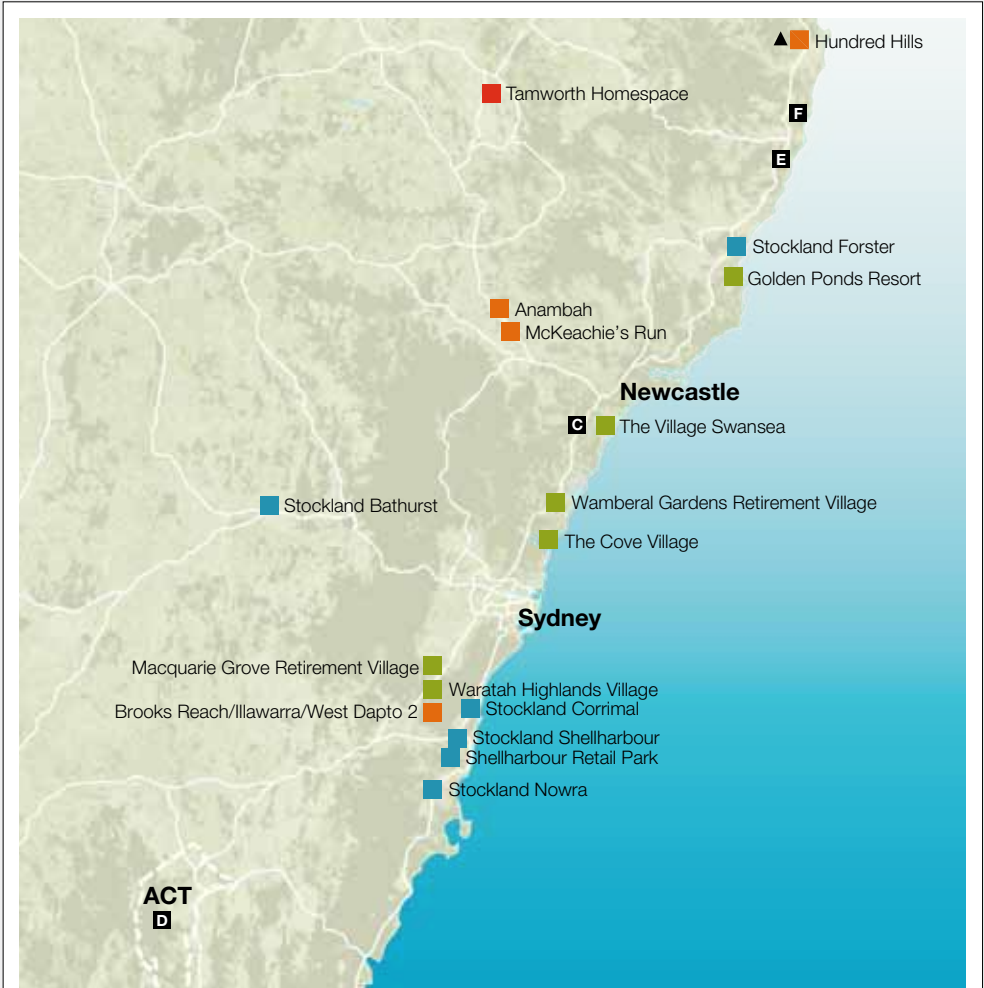 Hundred Hills
Tamworth Homespace
F
E
Stockland Forster
Golden Ponds Resort
Anambah
McKeachie's Run
Newcastle
C
The Village Swansea
Stockland Bathurst
Wamberal Gardens Retirement Village
The Cove Village
Sydney
Macquarie Grove Retirement Village
Waratah Highlands Village
Brooks Reach/Illawarra/West Dapto 2
Stockland Corrimal
Stockland Shellharbour
Shellharbour Retail Park
Stockland Nowra
ACT
D